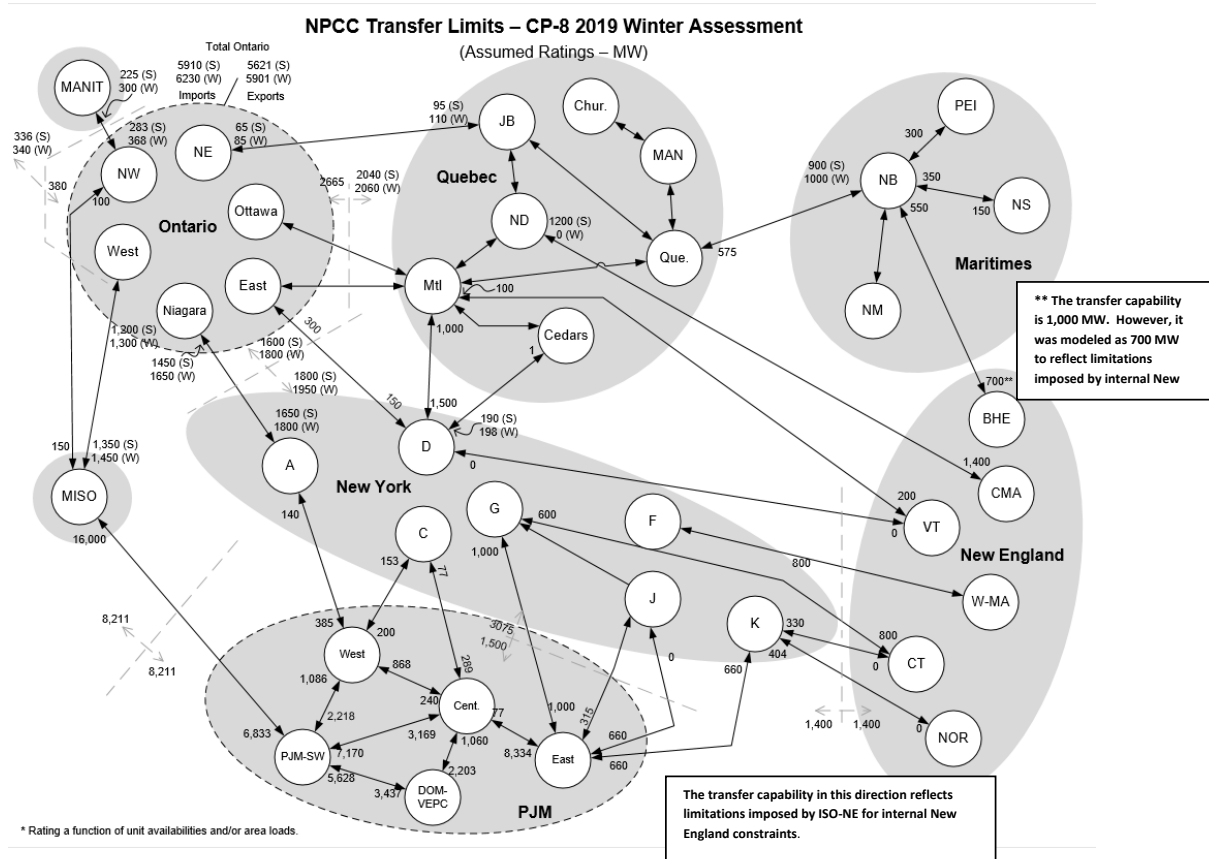 NPCC Transfer Limits – CP-8 2019 Winter Assessment
(Assumed Ratings – MW)
Total Ontario
5910 (S)
6230 (W)
Imports
5621 (S)
5901 (W)
Exports
MANIT
225 (S)
300 (W)
336 (S)
340 (W)
380
283 (S)
368 (W)
NW
100
NE
65 (S)
85 (W)
95 (S)
110 (W)
JB
Chur.
MAN
Quebec
ND
1200 (S)
0 (W)
Que.
575
2665
2040 (S)
2060 (W)
Ottawa
Ontario
West
East
Niagara
Mtl
100
1,000
Cedars
1
PEI
300
900 (S)
1000 (W)
NB
350
550
150
NS
NM
Maritimes
** The transfer capability
is 1,000 MW. However, it
was modeled as 700 MW
to reflect limitations
imposed by internal New
1,300 (W)
1450 (S)
1650 (W)
300
1600 (S)
1800 (W)
1800 (S)
1950 (W)
150
1,500
190 (S)
198 (W)
1650 (S)
1800 (W)
D
0
A
140
New York
150
1,350 (S)
1,450 (W)
MISO
16,000
700**
BHE
1,400
CMA
200
VT
0
New England
G
600
1,000
F
800
W-MA
C
153
77
J
0
K
330
404
660
800
CT
0
NOR
0
1,400
1,400
8,211
8,211
3075
1,500
385
200
West
868
289
240
Cent.
77
1,086
2,218
3,169
1,060
6,833
PJM-SW
7,170
5,628
3,437
DOM-
VEPC
2,203
1,000
8,334
East
315
660
660
PJM
The transfer capability in this direction reflects
limitations imposed by ISO-NE for internal New
England constraints.
* Rating a function of unit availabilities and/or area loads.